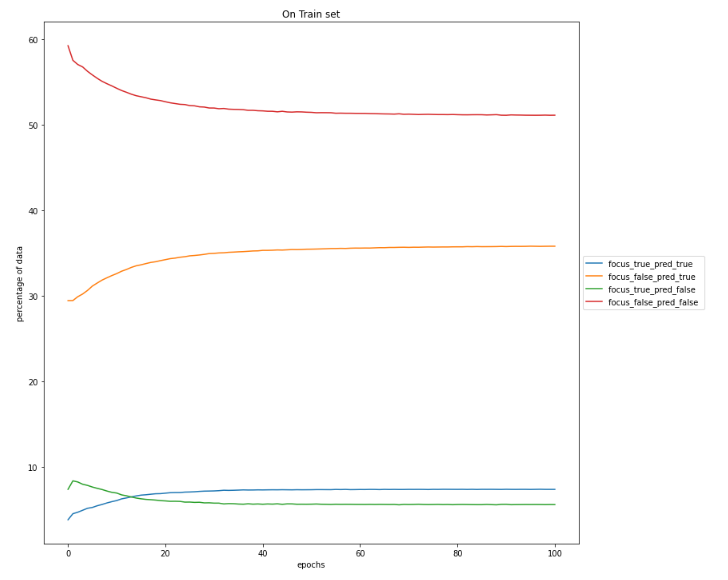 On Train set
60
50
40
30
20
10
percentage of data
0 20 40 60 80 100
epochs
focus_true_pred_true
focus_false_pred_true
focus_true_pred_false
focus_false_pred_false